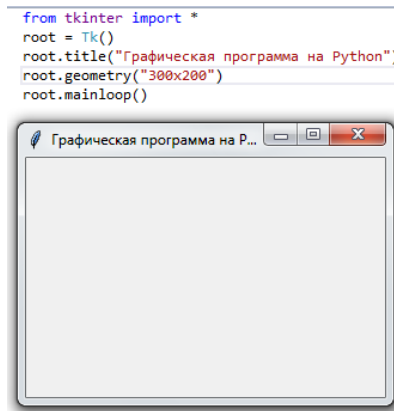 from tkinter import *
root = Tk()
root.title("Графическая программа на Python")
root.geometry("300x200")
root.mainloop()
Графическая программа на P...